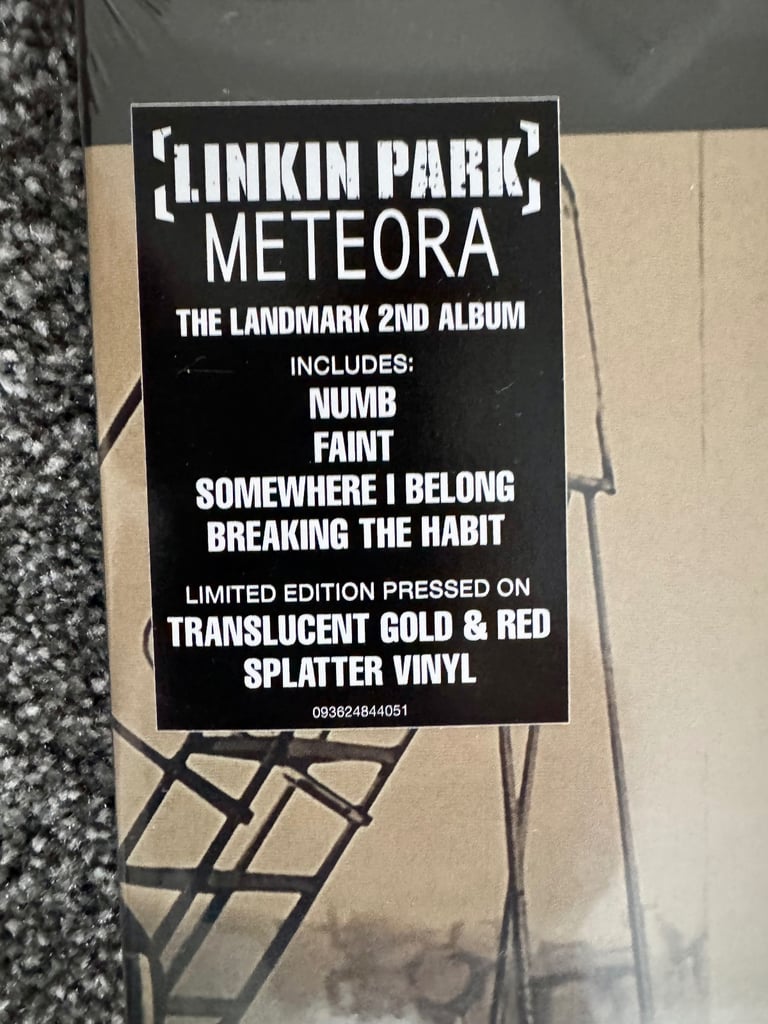 [LINKIN PARK]
METEORA
THE LANDMARK 2ND ALBUM
INCLUDES:
NUMB
FAINT
SOMEWHERE I BELONG
BREAKING THE HABIT
LIMITED EDITION PRESSED ON
TRANSLUCENT GOLD & RED
SPLATTER VINYL
093624844051